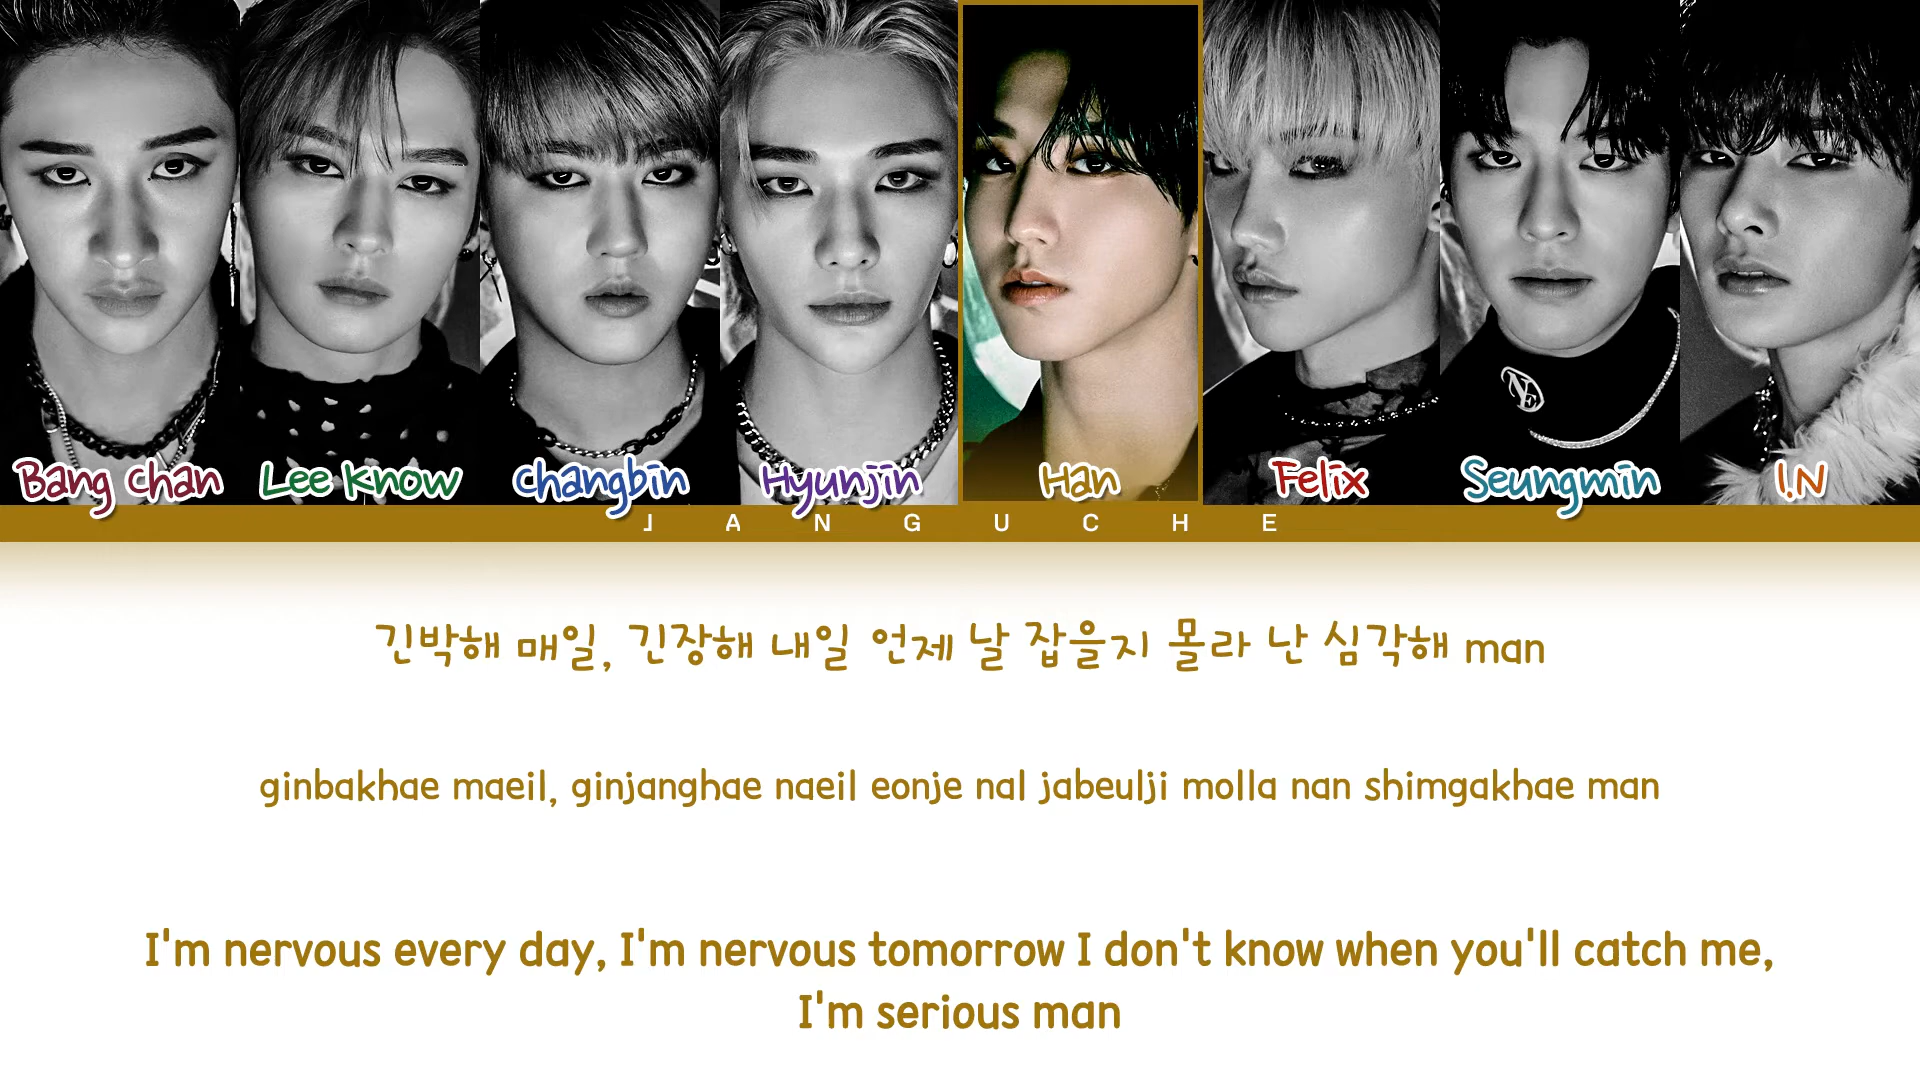 Bang Chan Lee Know Changbin Hyunjin Han Felix Seungmin I.N
JANGUCHE
긴박해 매일, 긴장해 내일 언제 날 잡을지 몰라 난 심각해 man
ginbakhae maeil, ginjanghae naeil eonje nal jabeulji molla nan shimgakhae man
I'm nervous every day, I'm nervous tomorrow I don't know when you'll catch me,
I'm serious man